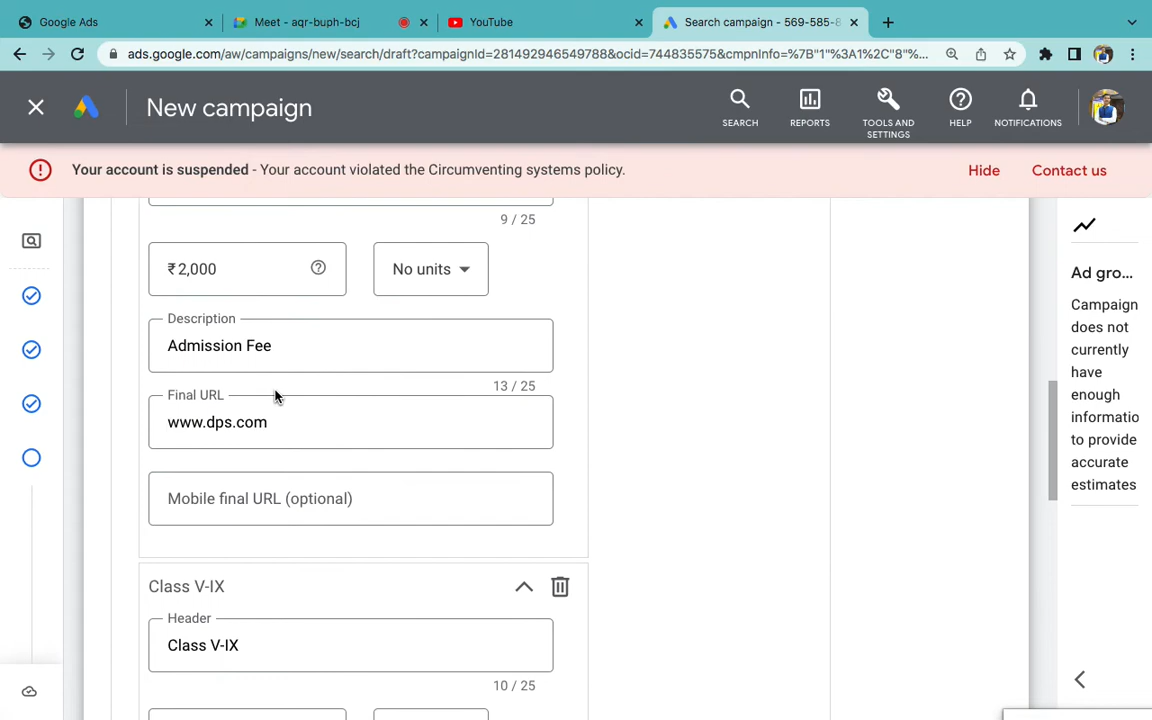 Google Ads
Meet - aqr-buph-bcj
YouTube
Search campaign - 569-585-8
ads.google.com/aw/campaigns/new/search/draft?campaignId=281492946549788&ocid=744835575&cmpnInfo=%7B"1"%3A1%2C"8"%...
New campaign
SEARCH
REPORTS
TOOLS AND
SETTINGS
HELP
NOTIFICATIONS
Your account is suspended - Your account violated the Circumventing systems policy.
Hide
Contact us
9 / 25
₹2,000
No units
Description
Admission Fee
13 / 25
Final URL
www.dps.com
Mobile final URL (optional)
Class V-IX
Header
Class V-IX
10 / 25
Ad gro...
Campaign
does not
currently
have
enough
informatio
to provide
accurate
estimates